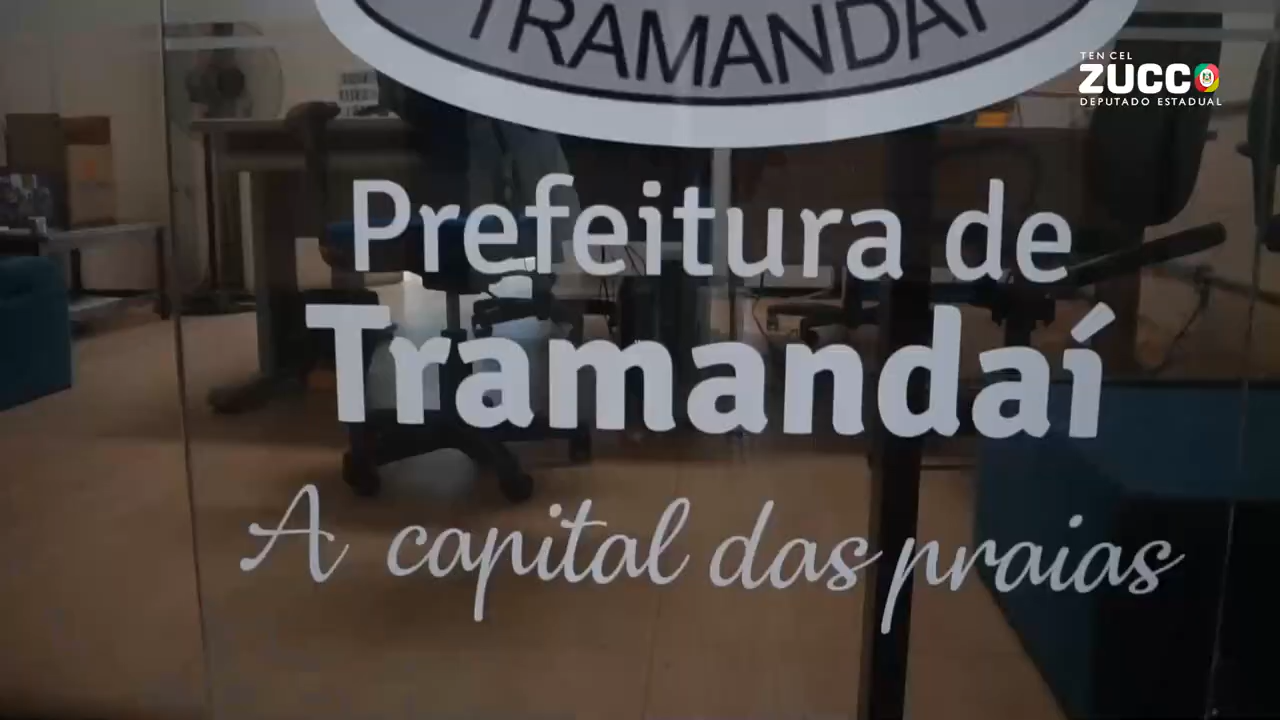 TRAMANDAÍ
TEN CEL
ZUCCO
DEPUTADO ESTADUAL
Prefeitura de
Tramandaí
A capital das praias